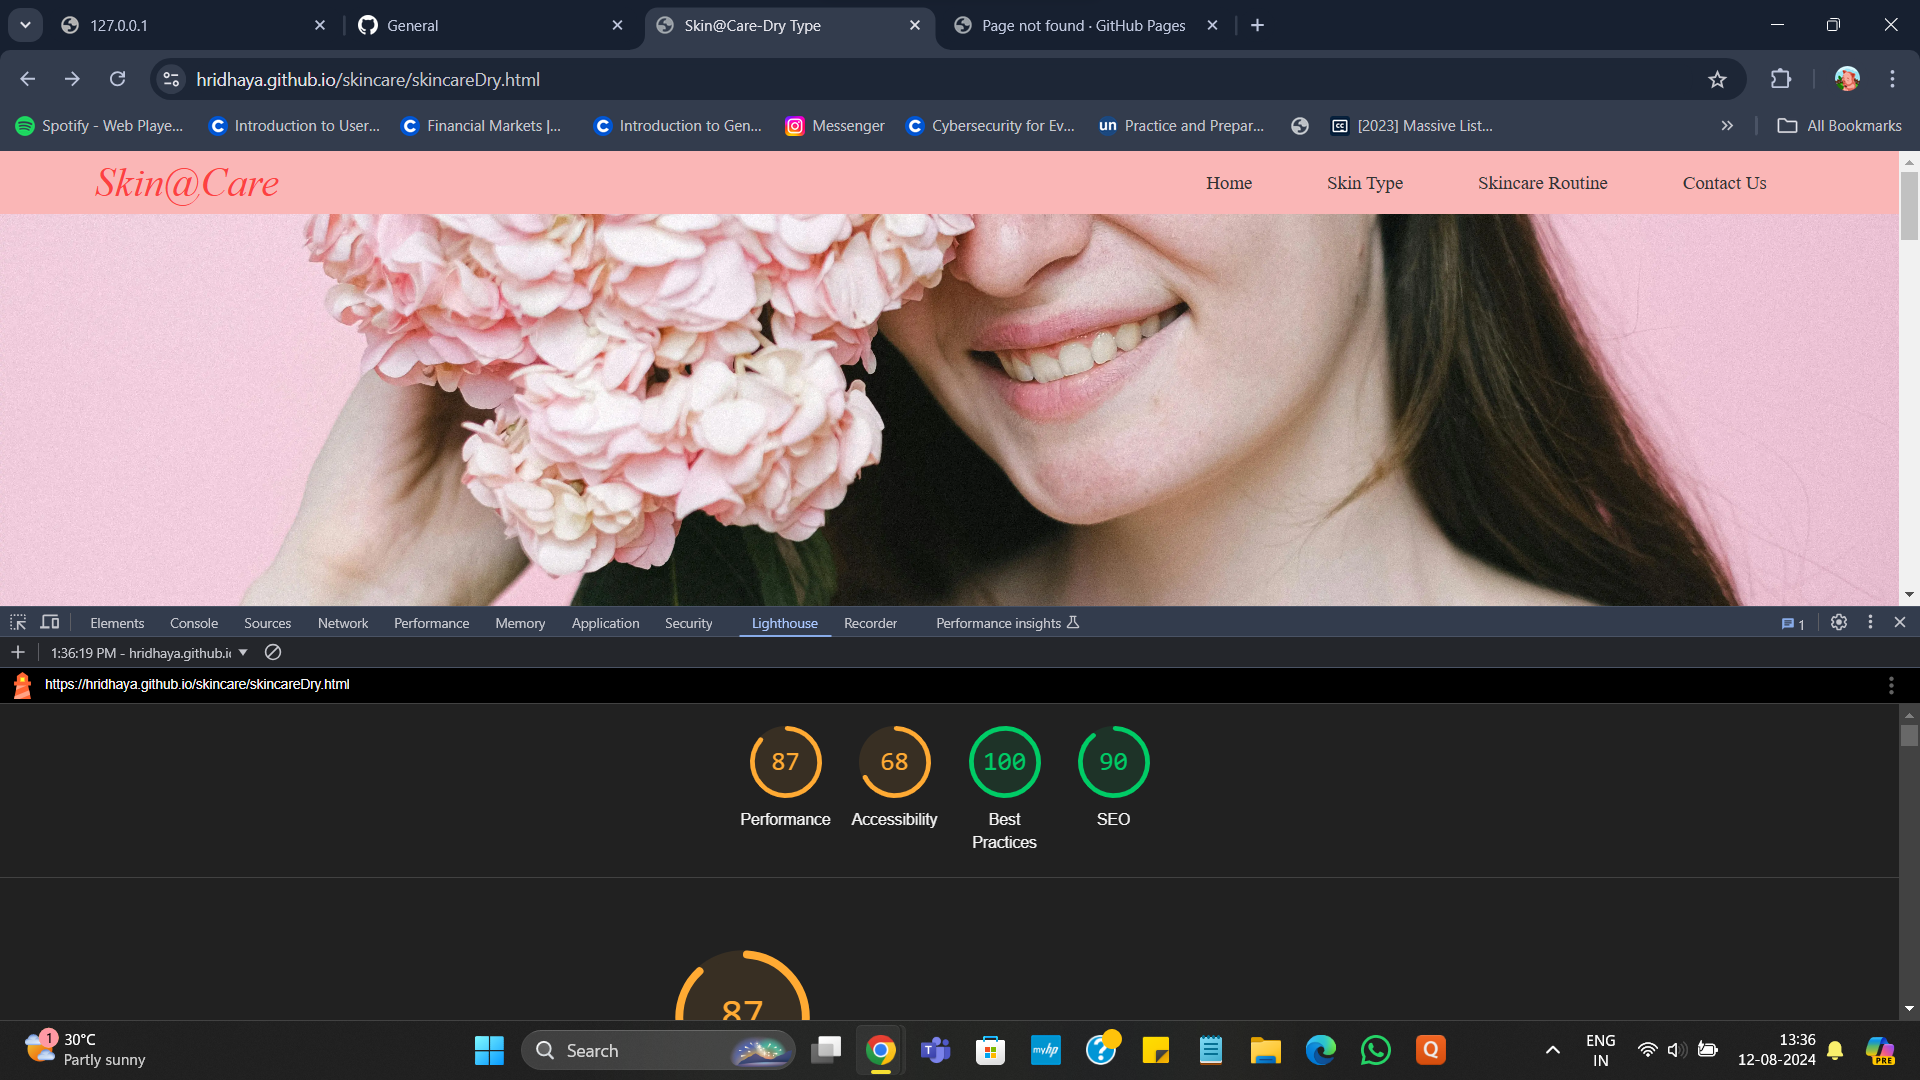 127.0.0.1
General
Skin@Care-Dry Type
Page not found · GitHub Pages
hridhaya.github.io/skincare/skincareDry.html
Spotify - Web Playe...
Introduction to User...
Financial Markets |...
Introduction to Gen...
Messenger
Cybersecurity for Ev...
un
Practice and Prepar...
CC
[2023] Massive List...
All Bookmarks
Skin@Care
Home
Skin Type
Skincare Routine
Contact Us
Elements
Console
Sources
Network
Performance
Memory
Application
Security
Lighthouse
Recorder
Performance insights
1
1:36:19 PM - hridhaya.github.i
https://hridhaya.github.io/skincare/skincareDry.html
87
68
100
90
Performance
Accessibility
Best
Practices
SEO
87
1
30°C
Partly sunny
Search
myhp
Q
ENG
IN
13:36
12-08-2024
PRE